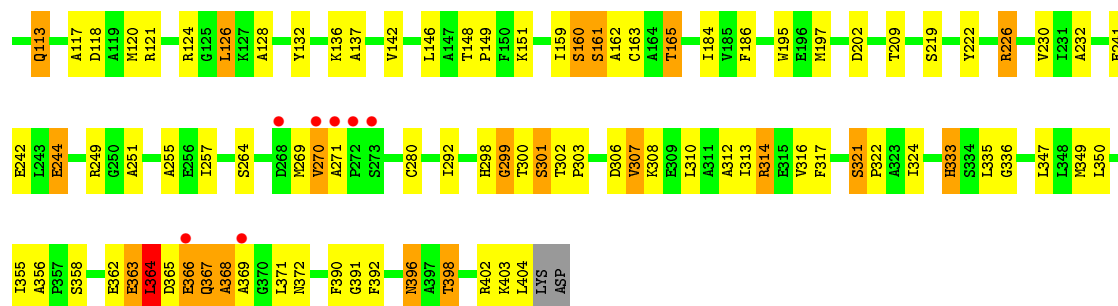 Q113 A117 D118 A119 M120 R121 R124 G125 L126 K127 A128 Y132 K136 A137 V142 L146 A147 T148 P149 F150 K151 I159 S160 S161 A162 C163 A164 T165 I184 V185 F186 W195 E196 M197 D202 T209 S219 Y222 R226 V230 I231 A232
E242 L243 E244 R249 G250 A251 A255 E256 I257 S264 D268 M269 V270 A271 P272 S273 C280 I292 H298 G299 T300 S301 T302 P303 D306 V307 K308 E309 L310 A311 A312 I313 R314 E315 V316 F317 S321 P322 A323 I324 H333 S334 L335 G336 L347 L348 M349 L350
I355 A356 P357 S358 E362 E363 L364 D365 E366 Q367 A368 A369 G370 L371 N372 F390 G391 F392 N396 A397 T398 R402 K403 L404 LYS ASP